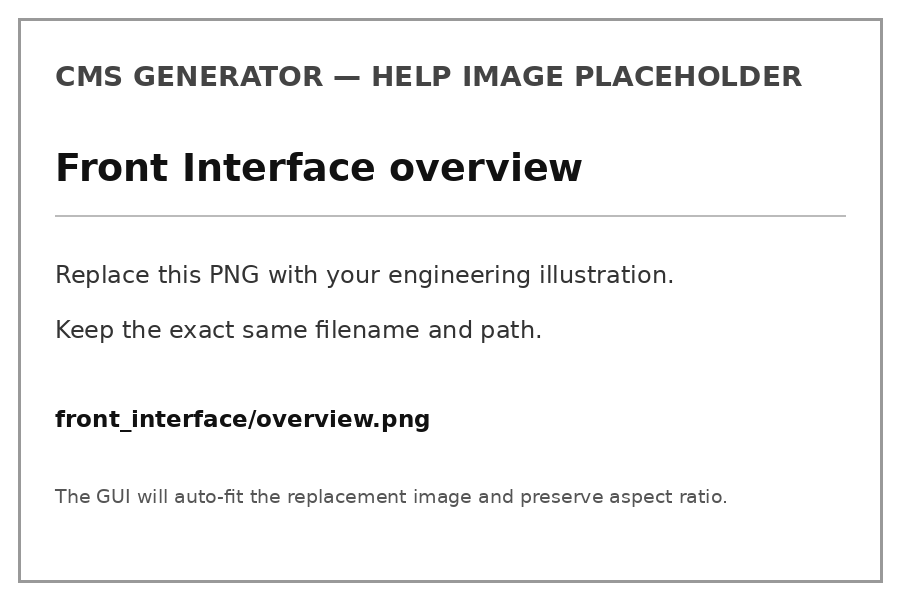 CMS GENERATOR — HELP IMAGE PLACEHOLDER
Front Interface overview
Replace this PNG with your engineering illustration.
Keep the exact same filename and path.
front_interface/overview.png
The GUI will auto-fit the replacement image and preserve aspect ratio.